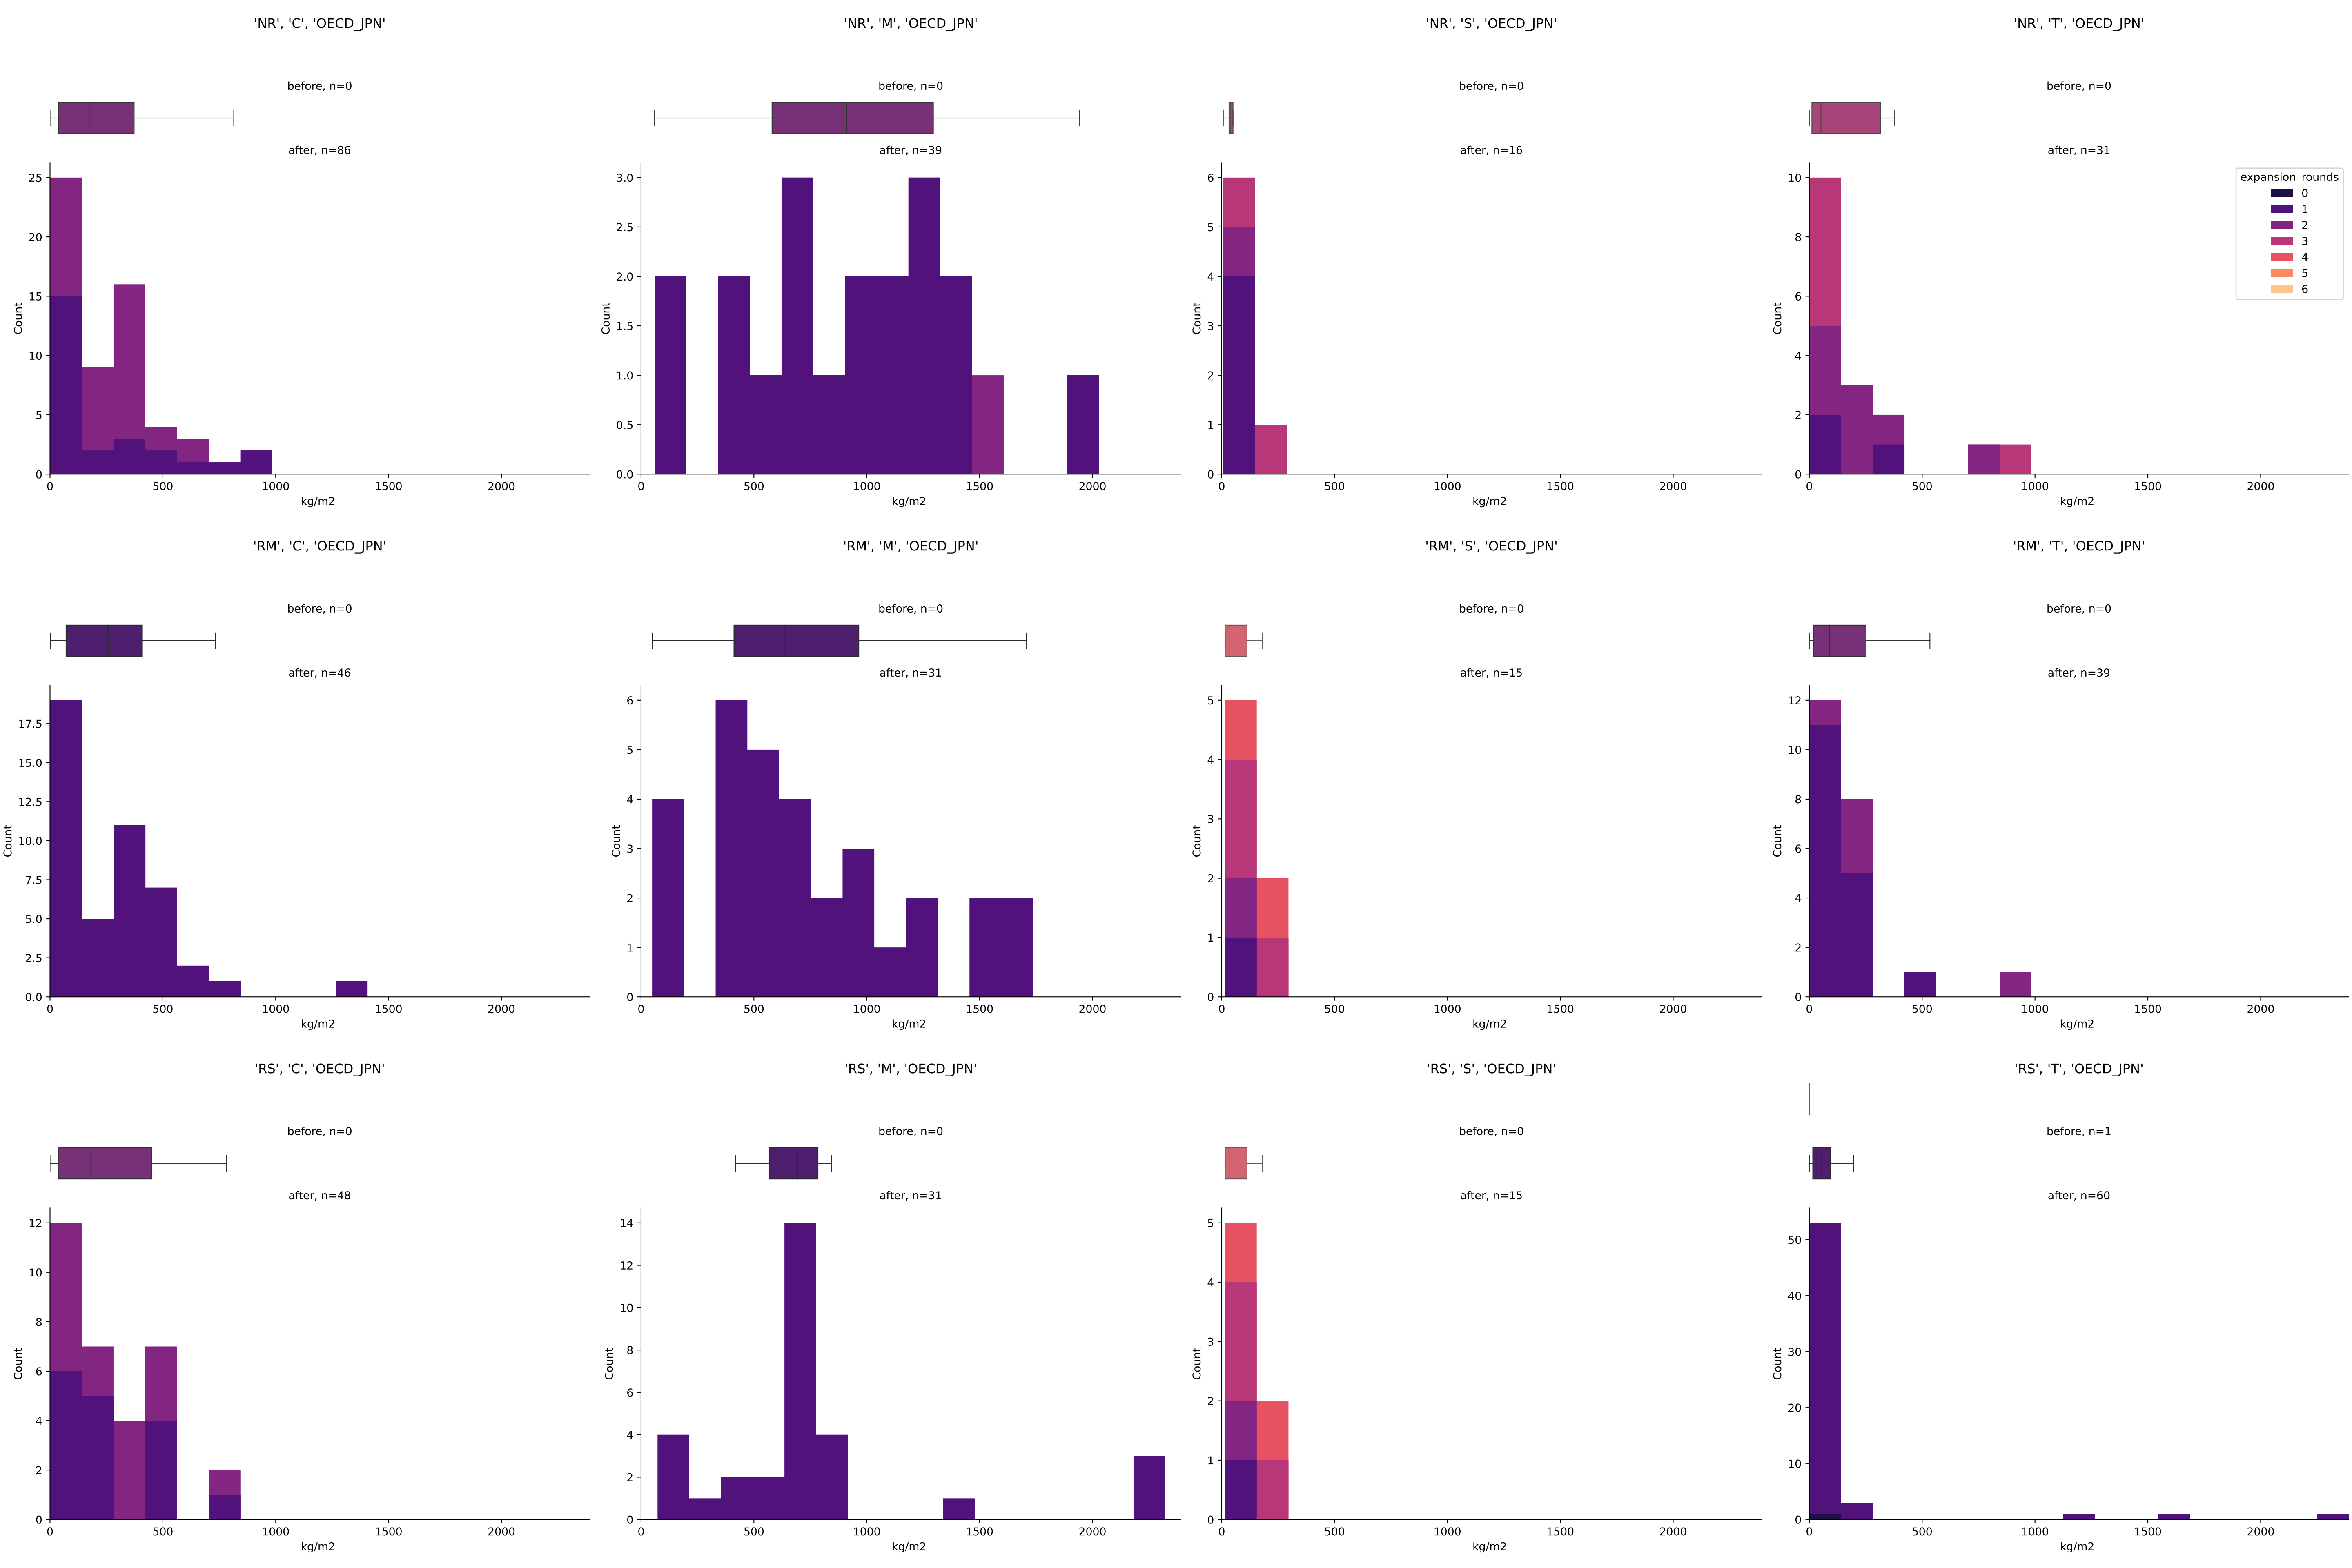 'NR', 'C', 'OECD_JPN'
before, n=0
after, n=86
25
20
15
10
5
0
Count
0 500 1000 1500 2000
kg/m2
'NR', 'M', 'OECD_JPN'
before, n=0
after, n=39
3.0
2.5
2.0
1.5
1.0
0.5
0.0
Count
0 500 1000 1500 2000
kg/m2
'NR', 'S', 'OECD_JPN'
before, n=0
after, n=16
6
5
4
3
2
1
0
Count
0 500 1000 1500 2000
kg/m2
'NR', 'T', 'OECD_JPN'
before, n=0
after, n=31
10
8
6
4
2
0
Count
expansion_rounds
0
1
2
3
4
5
6
0 500 1000 1500 2000
kg/m2
'RM', 'C', 'OECD_JPN'
before, n=0
after, n=46
17.5
15.0
12.5
10.0
7.5
5.0
2.5
0.0
Count
0 500 1000 1500 2000
kg/m2
'RM', 'M', 'OECD_JPN'
before, n=0
after, n=31
6
5
4
3
2
1
0
Count
0 500 1000 1500 2000
kg/m2
'RM', 'S', 'OECD_JPN'
before, n=0
after, n=15
5
4
3
2
1
0
Count
0 500 1000 1500 2000
kg/m2
'RM', 'T', 'OECD_JPN'
before, n=0
after, n=39
12
10
8
6
4
2
0
Count
0 500 1000 1500 2000
kg/m2
'RS', 'C', 'OECD_JPN'
before, n=0
after, n=48
12
10
8
6
4
2
0
Count
0 500 1000 1500 2000
kg/m2
'RS', 'M', 'OECD_JPN'
before, n=0
after, n=31
14
12
10
8
6
4
2
0
Count
0 500 1000 1500 2000
kg/m2
'RS', 'S', 'OECD_JPN'
before, n=0
after, n=15
5
4
3
2
1
0
Count
0 500 1000 1500 2000
kg/m2
'RS', 'T', 'OECD_JPN'
before, n=1
after, n=60
50
40
30
20
10
0
Count
0 500 1000 1500 2000
kg/m2